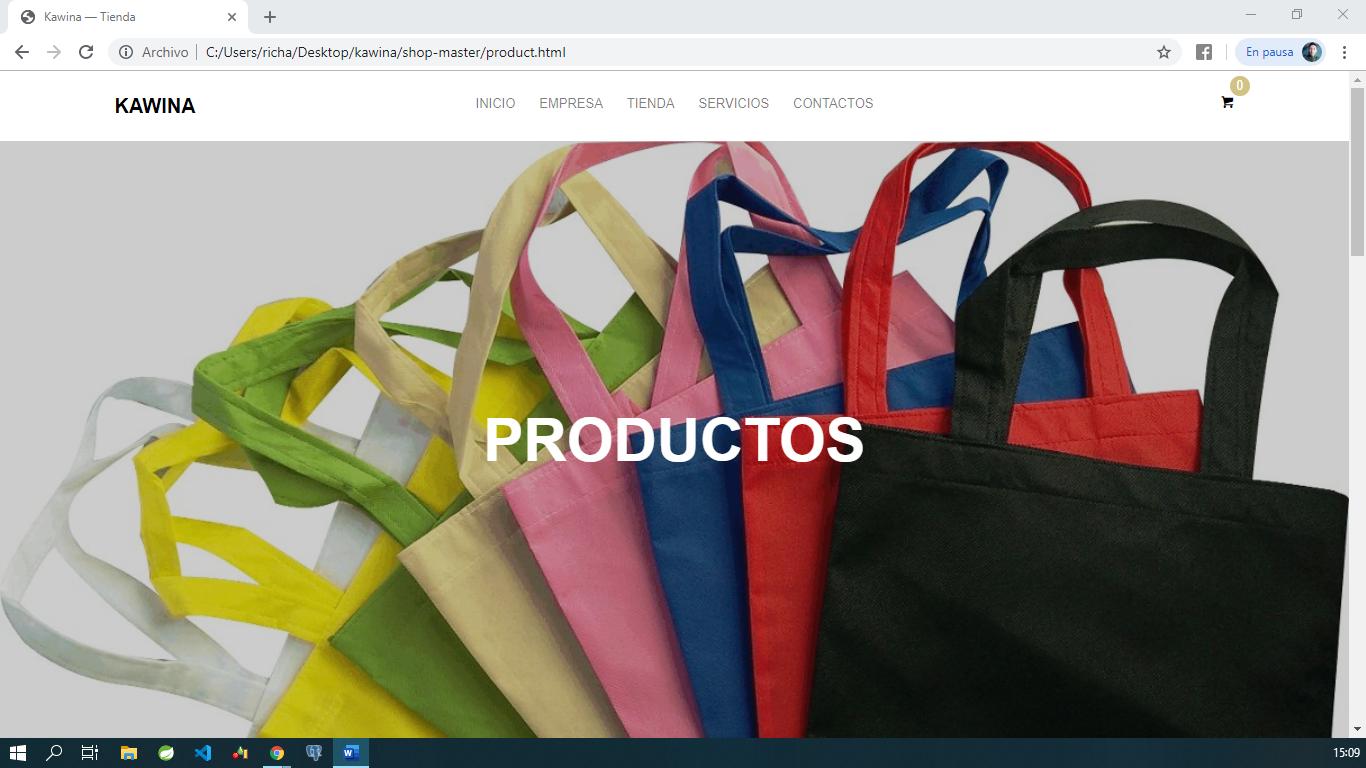 Kawina — Tienda
Archivo C:/Users/richa/Desktop/kawina/shop-master/product.html En pausa
0
KAWINA INICIO EMPRESA TIENDA SERVICIOS CONTACTOS
PRODUCTOS
15:09